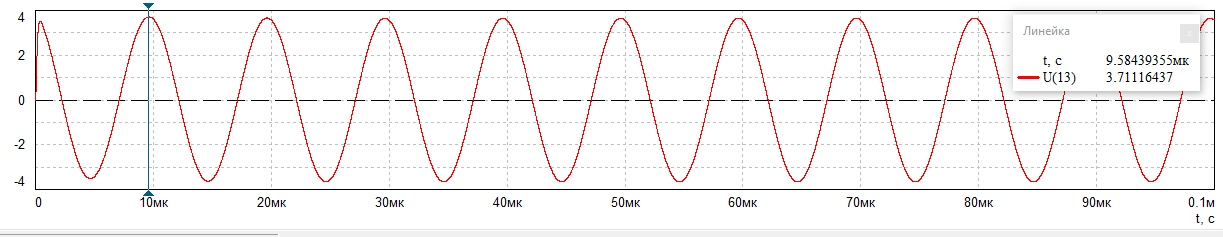 4
2
0
-2
-4
0 10мк 20мк 30мк 40мк 50мк 60мк 70мк 80мк 90мк 0.1м
t, с
Линейка
x
t, с 9.58439355мк
U(13) 3.71116437